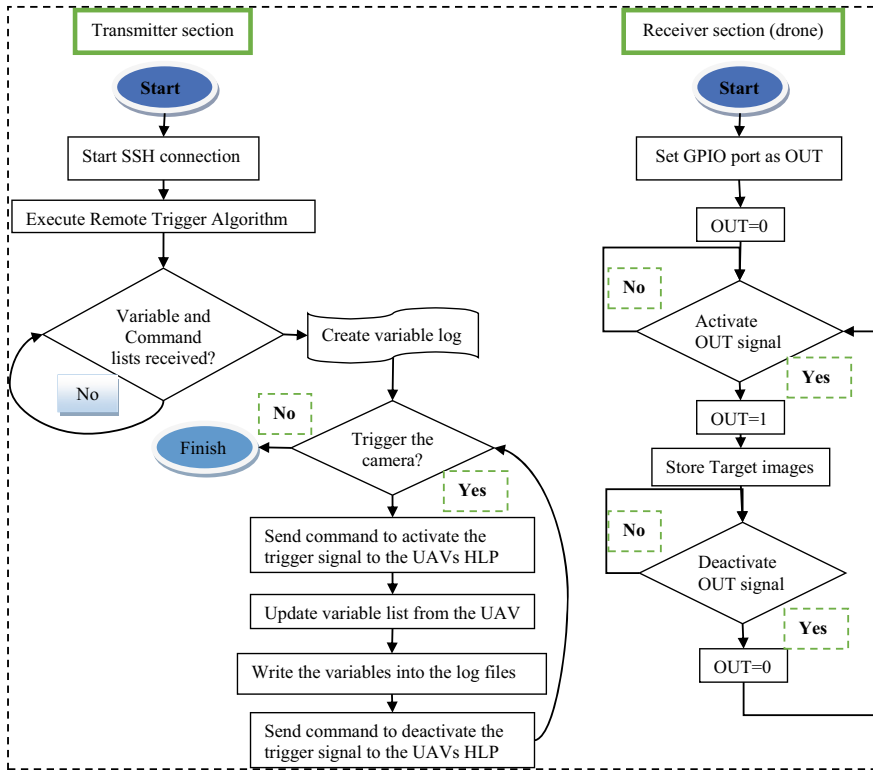 Transmitter section
Start
Start SSH connection
Execute Remote Trigger Algorithm
Variable and
Command
lists received?
No
Create variable log
Trigger the
camera?
No
Finish
Yes
Send command to activate the
trigger signal to the UAVs HLP
Update variable list from the UAV
Write the variables into the log files
Send command to deactivate the
trigger signal to the UAVs HLP
Receiver section (drone)
Start
Set GPIO port as OUT
OUT=0
No
Activate
OUT signal
Yes
OUT=1
Store Target images
No
Deactivate
OUT signal
Yes
OUT=0